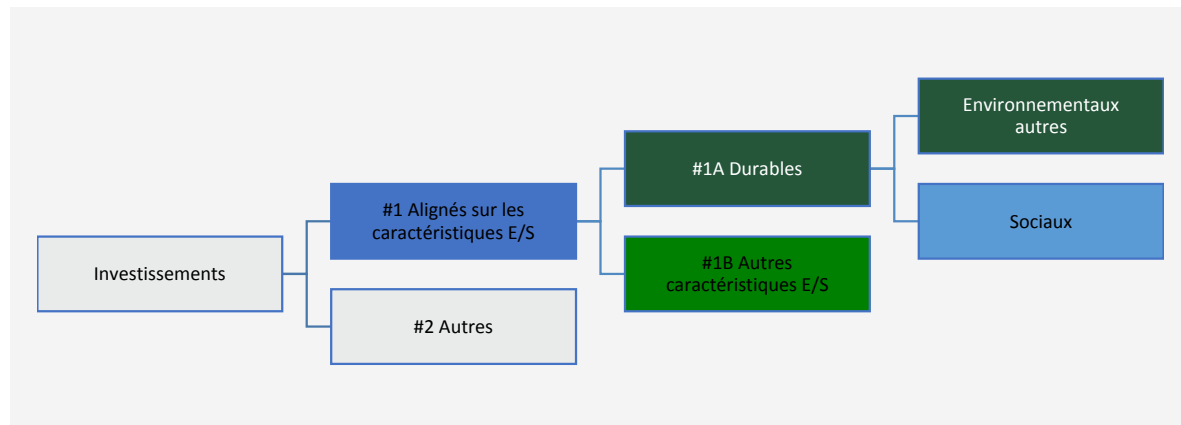 Investissements
#1 Alignés sur les
caractéristiques E/S
#2 Autres
#1A Durables
#1B Autres
caractéristiques E/S
Environnementaux
autres
Sociaux